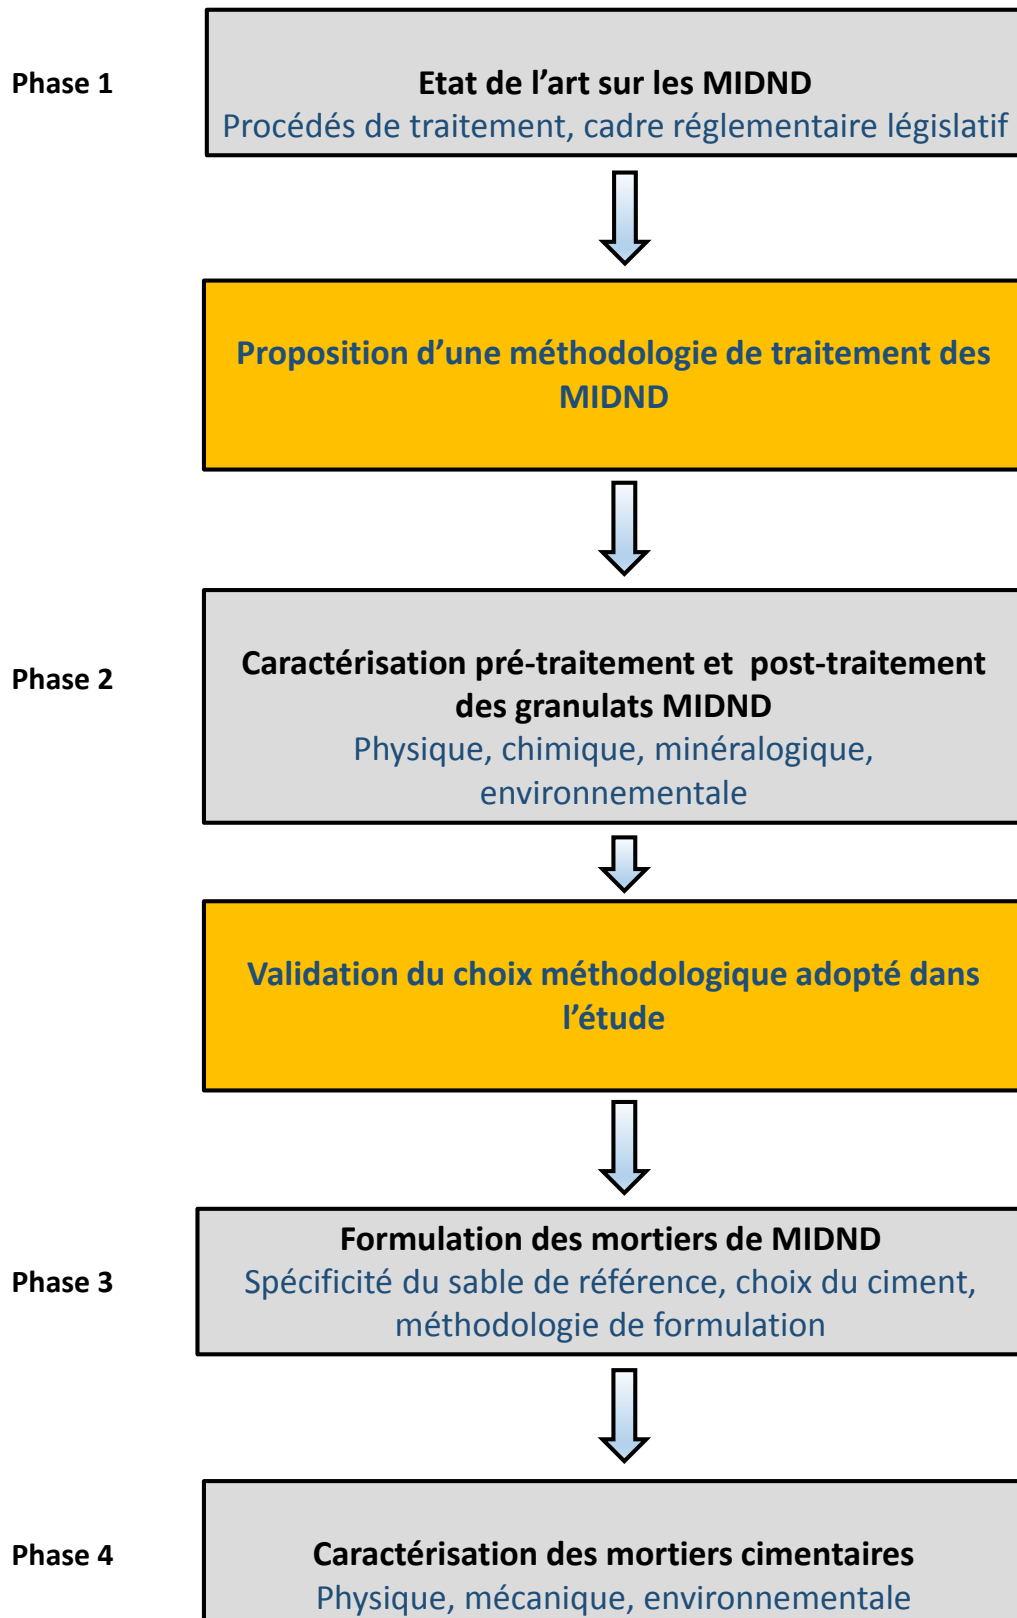 Phase 1
Etat de l’art sur les MIDND
Procédés de traitement, cadre réglementaire législatif
Proposition d’une méthodologie de traitement des
MIDND
Phase 2
Caractérisation pré-traitement et  post-traitement
des granulats MIDND
Physique, chimique, minéralogique,
environnementale
Validation du choix méthodologique adopté dans
l’étude
Phase 3
Formulation des mortiers de MIDND
Spécificité du sable de référence, choix du ciment,
méthodologie de formulation
Phase 4
Caractérisation des mortiers cimentaires
Physique, mécanique, environnementale